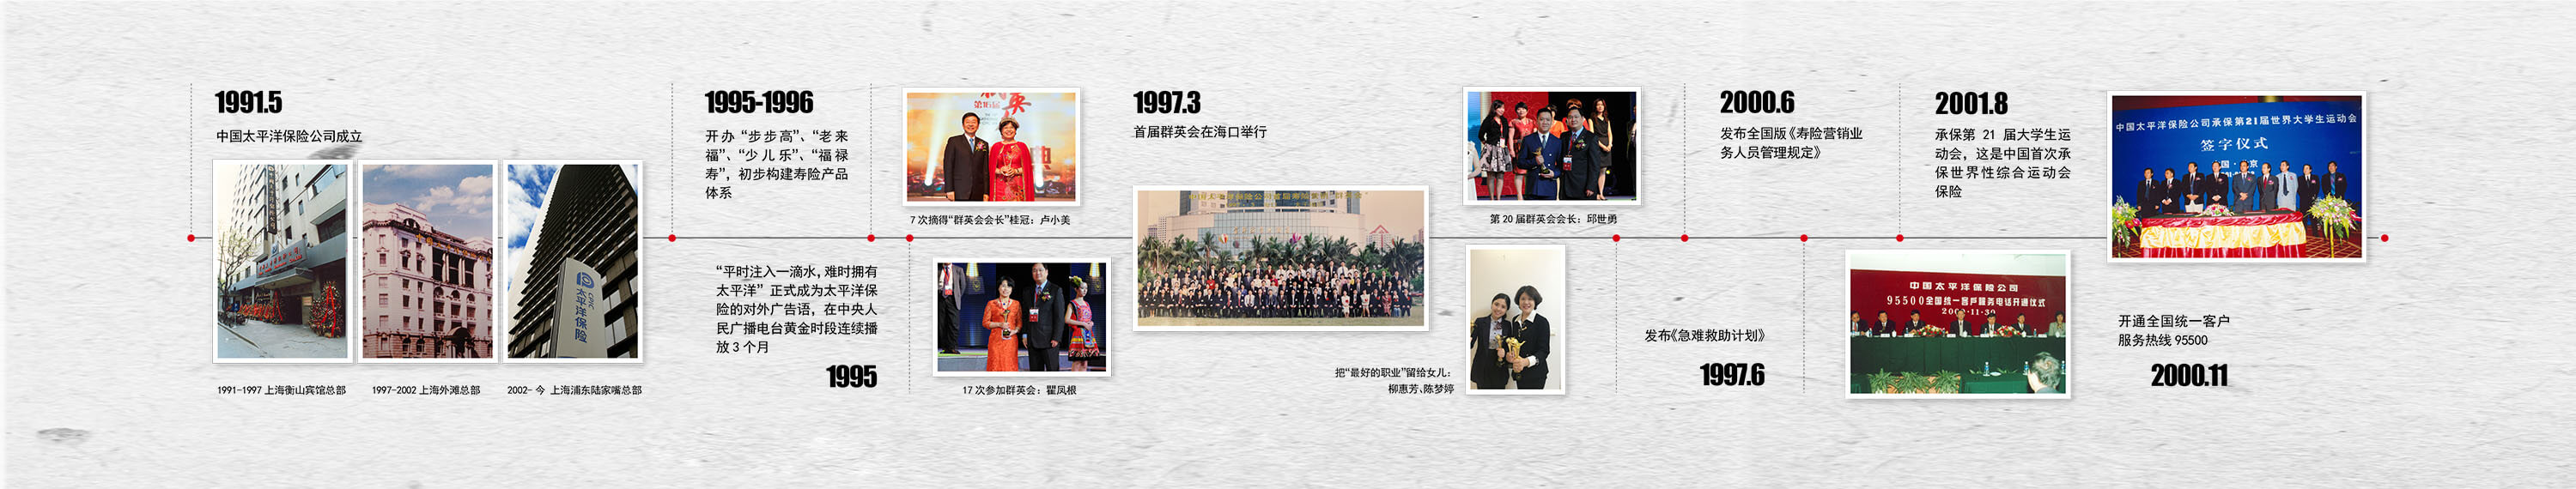 1991.5
中国太平洋保险公司成立
太平洋保险
CPIC
1991-1997 上海衡山宾馆总部
1997-2002 上海外滩总部
2002- 今 上海浦东陆家嘴总部
1995-1996
开办“步步高”、“老来
福”、“少儿乐”、“福禄
寿”，初步构建寿险产品
体系
“平时注入一滴水，难时拥有
太平洋” 正式成为太平洋保
险的对外广告语，在中央人
民广播电台黄金时段连续播
放 3 个月
1995
第16届
7 次摘得“群英会会长”桂冠：卢小美
17 次参加群英会：瞿凤根
1997.3
首届群英会在海口举行
第 20 届群英会会长：邱世勇
把“最好的职业”留给女儿：
柳惠芳、陈梦婷
发布《急难救助计划》
1997.6
2000.6
发布全国版《寿险营销业
务人员管理规定》
2001.8
承保第 21 届大学生运
动会，这是中国首次承
保世界性综合运动会
保险
中国太平洋保险公司
95500全国统一客户服务电话开通仪式
2000·11·30
中国太平洋保险公司承保第21届世界大学生运动会
签字仪式
开通全国统一客户
服务热线 95500
2000.11